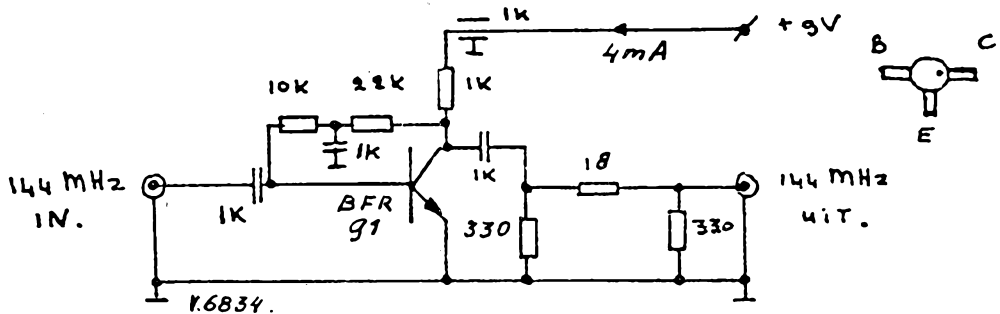 1K
4mA
+9V
B
C
E
10K
22K
1K
1K
1K
18
144 MHz
IN.
1K
BFR
91
330
330
144 MHz
UIT.
V.6834.